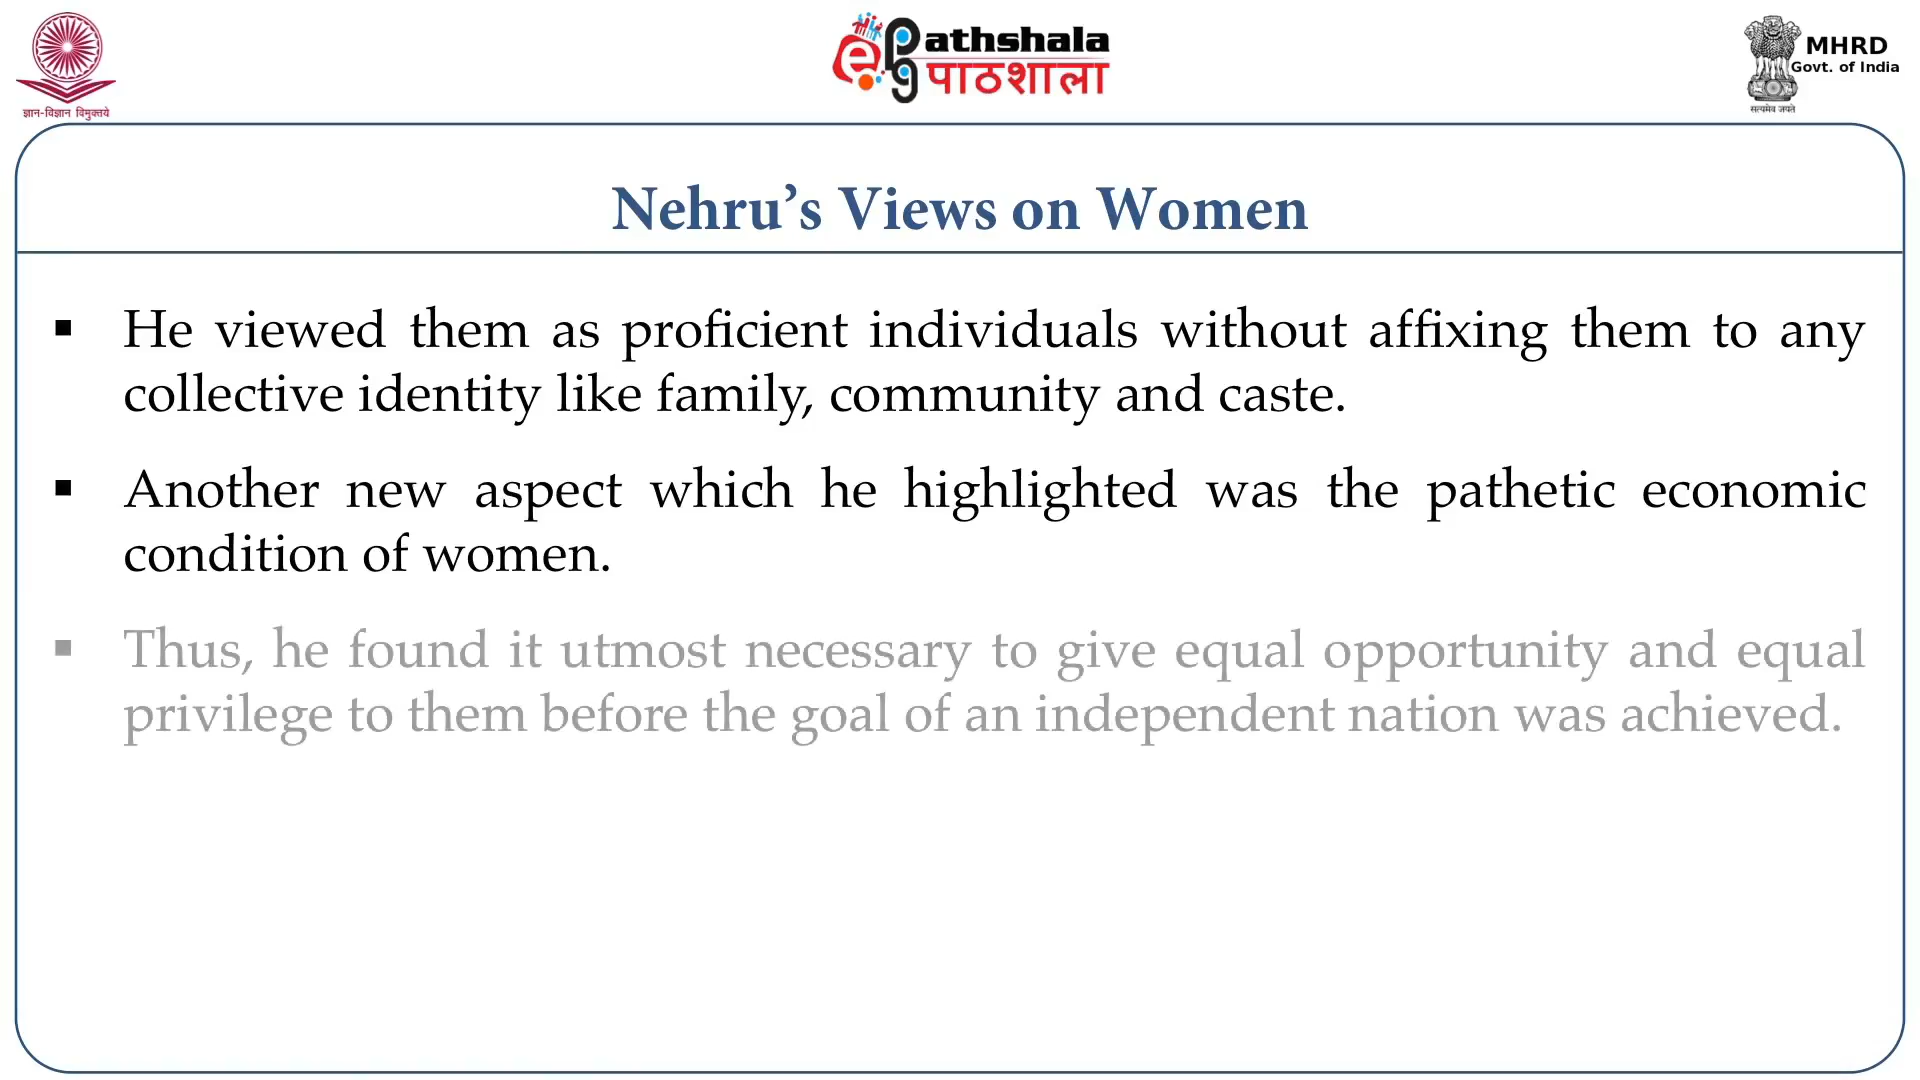 ज्ञान-विज्ञान विमुक्तये
ePathshala
पाठशाला
MHRD
Govt. of India
सत्यमेव जयते
Nehru’s Views on Women
▪ He viewed them as proficient individuals without affixing them to any
collective identity like family, community and caste.
▪ Another new aspect which he highlighted was the pathetic economic
condition of women.
▪ Thus, he found it utmost necessary to give equal opportunity and equal
privilege to them before the goal of an independent nation was achieved.